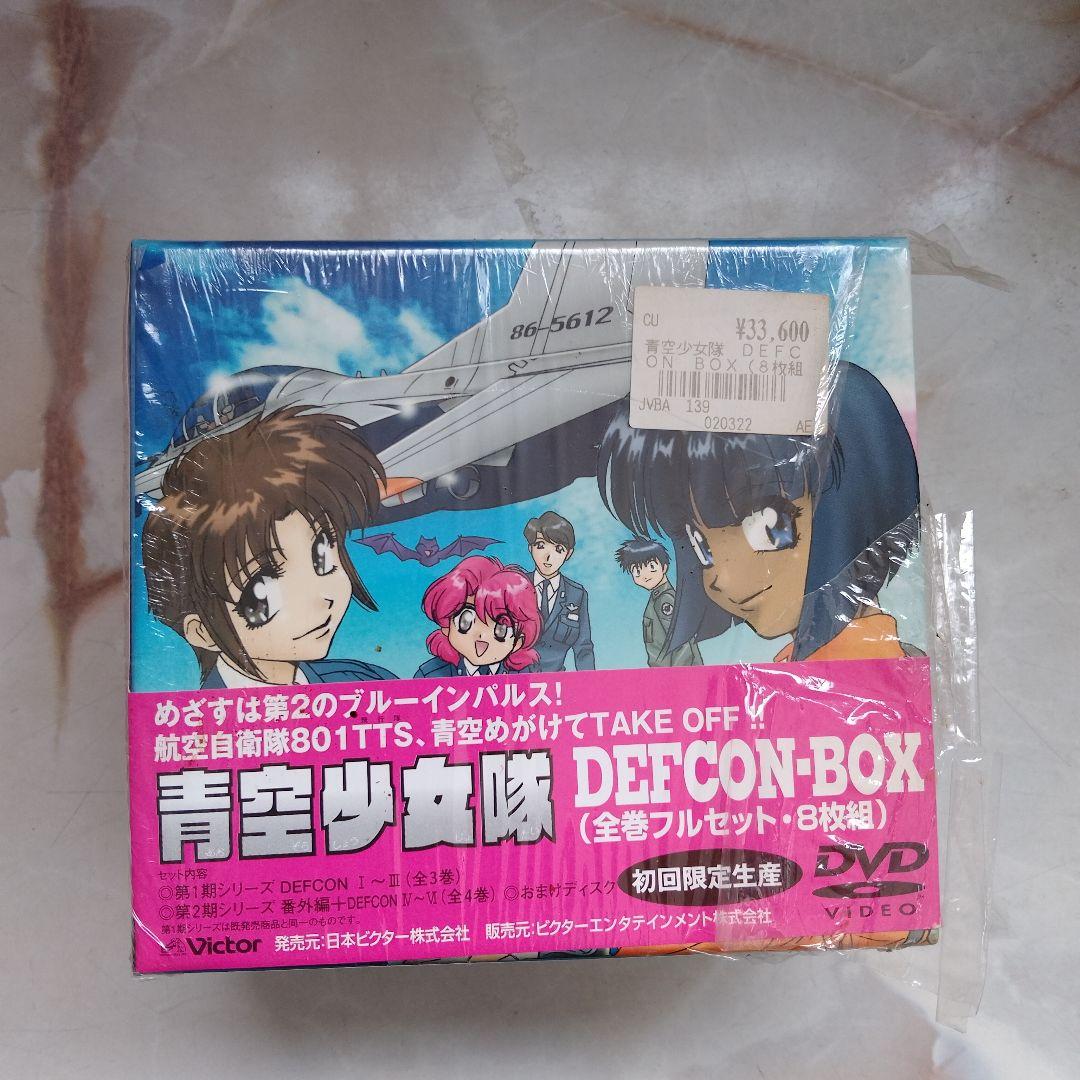 86-5612
CU
¥33,600
青空少女隊 DEFC
ON BOX(8枚組
JVBA 139
020322 AE
めざすは第2のブルーインパルス!
飛行隊
航空自衛隊801TTS、青空めがけてTAKE OFF!!
青空少女隊
DEFCON-BOX
(全巻フルセット・8枚組)
セット内容
◎第1期シリーズ DEFCON Ⅰ〜Ⅲ(全3巻)
◎第2期シリーズ 番外編+DEFCON Ⅳ〜Ⅵ(全4巻) ◎おまけディスク
第1期シリーズは既発売商品と同一のものです。
初回限定生産
DVD
VIDEO
Victor 発売元:日本ビクター株式会社 販売元:ビクターエンタテインメント株式会社